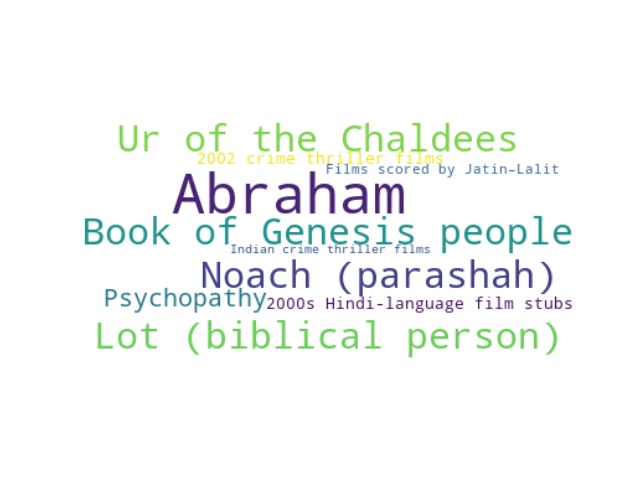 Ur of the Chaldees
2002 crime thriller films
Films scored by Jatin–Lalit
Abraham
Book of Genesis people
Indian crime thriller films
Noach (parashah)
Psychopathy
2000s Hindi-language film stubs
Lot (biblical person)